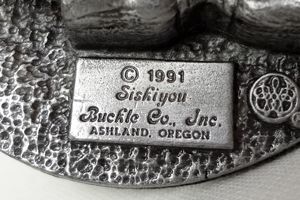 © 1991
Siskiyou
Buckle Co., Inc.
ASHLAND, OREGON